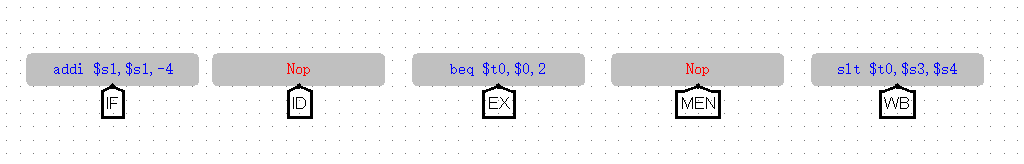 addi $s1,$s1,-4 Nop beq $t0,$0,2 Nop slt $t0,$s3,$s4
IF ID EX MEN WB